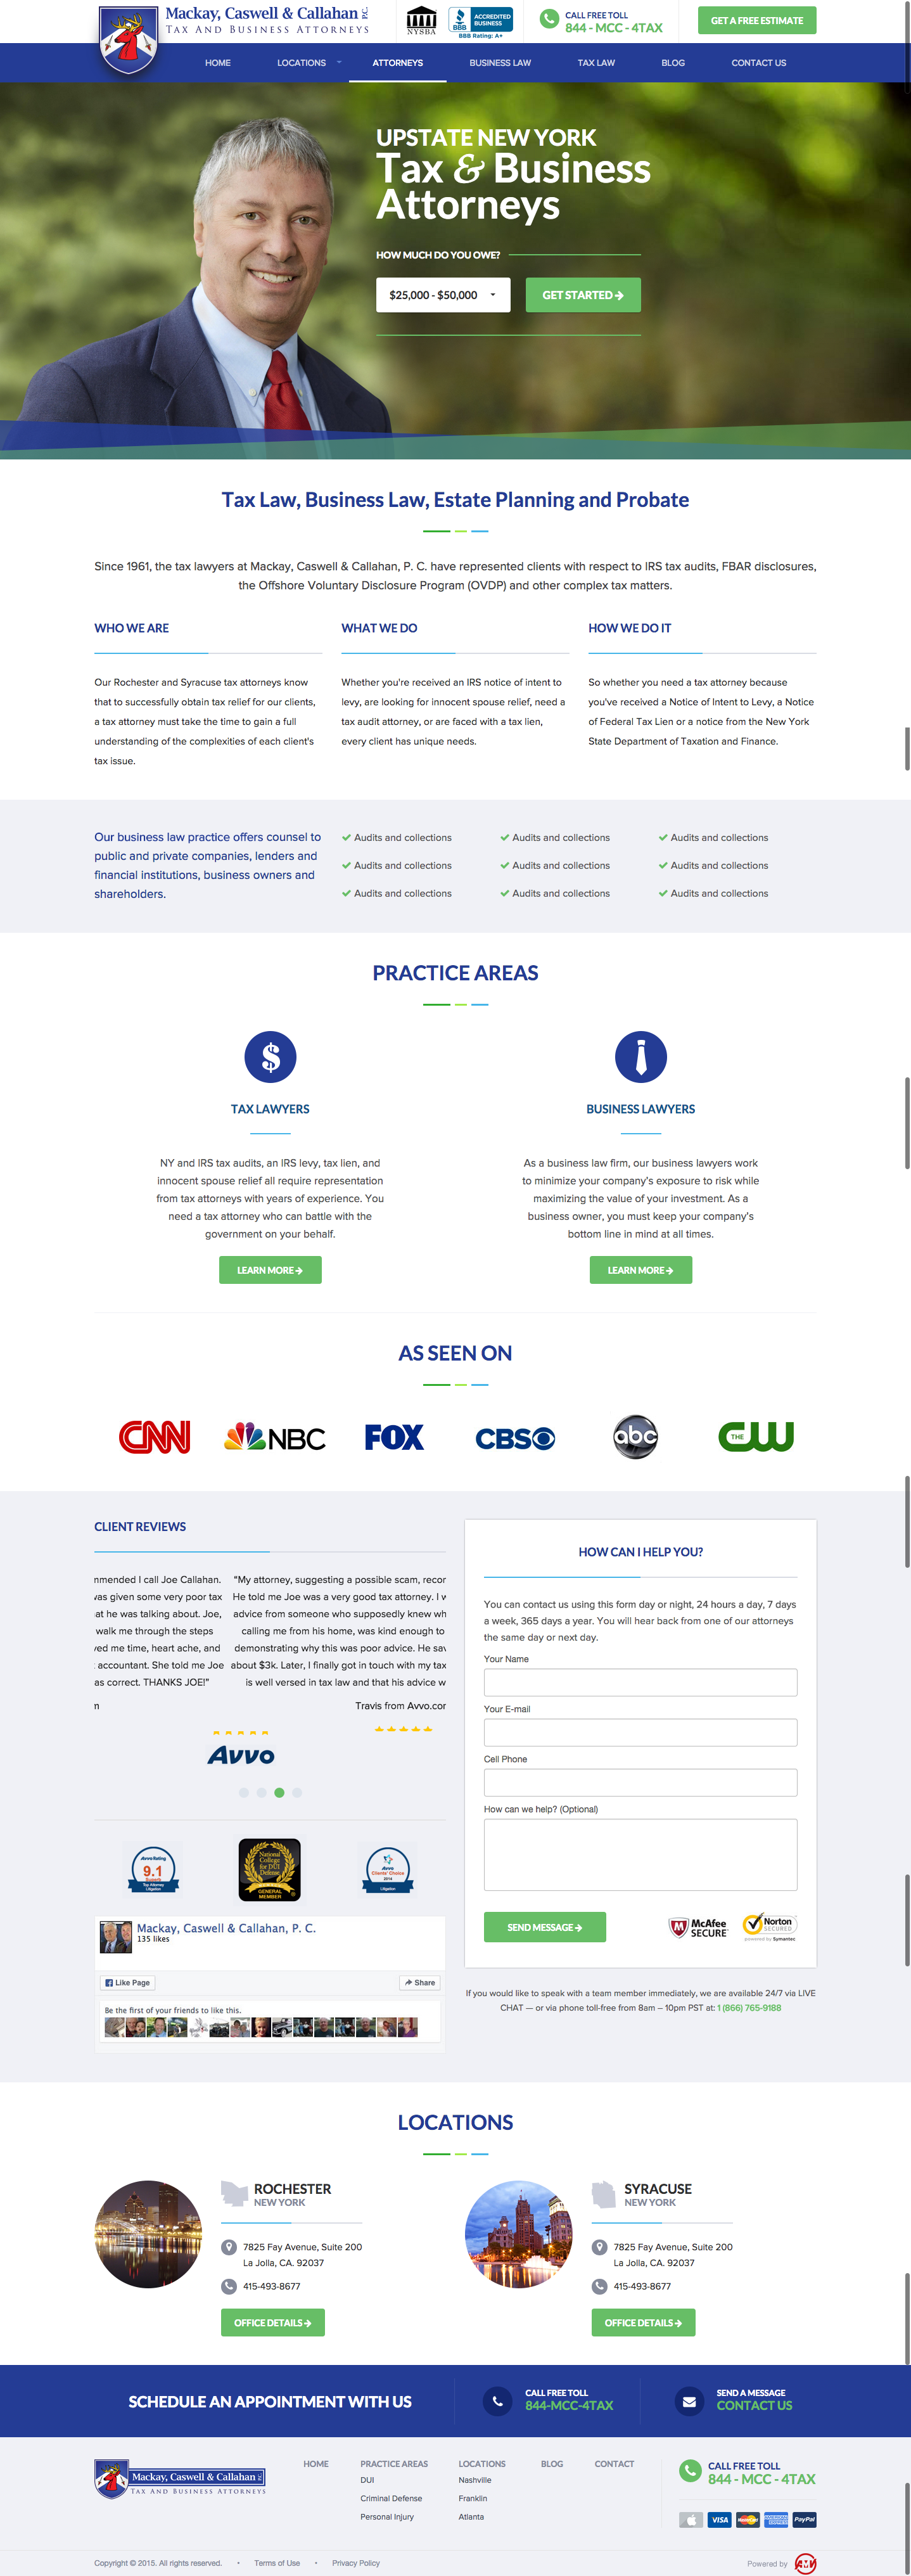 Mackay, Caswell & Callahan P.C.
TAX AND BUSINESS ATTORNEYS
NYSBA
BBB
ACCREDITED
BUSINESS
BBB Rating: A+
CALL FREE TOLL
844 - MCC - 4TAX
GET A FREE ESTIMATE
HOME
LOCATIONS
ATTORNEYS
BUSINESS LAW
TAX LAW
BLOG
CONTACT US
UPSTATE NEW YORK
Tax & Business
Attorneys
HOW MUCH DO YOU OWE?
$25,000 - $50,000
GET STARTED
Tax Law, Business Law, Estate Planning and Probate
Since 1961, the tax lawyers at Mackay, Caswell & Callahan, P. C. have represented clients with respect to IRS tax audits, FBAR disclosures,
the Offshore Voluntary Disclosure Program (OVDP) and other complex tax matters.
WHO WE ARE
Our Rochester and Syracuse tax attorneys know
that to successfully obtain tax relief for our clients,
a tax attorney must take the time to gain a full
understanding of the complexities of each client's
tax issue.
WHAT WE DO
Whether you're received an IRS notice of intent to
levy, are looking for innocent spouse relief, need a
tax audit attorney, or are faced with a tax lien,
every client has unique needs.
HOW WE DO IT
So whether you need a tax attorney because
you've received a Notice of Intent to Levy, a Notice
of Federal Tax Lien or a notice from the New York
State Department of Taxation and Finance.
Our business law practice offers counsel to
public and private companies, lenders and
financial institutions, business owners and
shareholders.
Audits and collections
Audits and collections
Audits and collections
Audits and collections
Audits and collections
Audits and collections
Audits and collections
Audits and collections
Audits and collections
PRACTICE AREAS
$
TAX LAWYERS
NY and IRS tax audits, an IRS levy, tax lien, and
innocent spouse relief all require representation
from tax attorneys with years of experience. You
need a tax attorney who can battle with the
government on your behalf.
LEARN MORE
BUSINESS LAWYERS
As a business law firm, our business lawyers work
to minimize your company's exposure to risk while
maximizing the value of your investment. As a
business owner, you must keep your company's
bottom line in mind at all times.
LEARN MORE
AS SEEN ON
CNN
NBC
FOX
CBS
abc
THE CW
CLIENT REVIEWS
nmended I call Joe Callahan.
was given some very poor tax
at he was talking about. Joe,
walk me through the steps
ved me time, heart ache, and
accountant. She told me Joe
as correct. THANKS JOE!"
"My attorney, suggesting a possible scam, recor
He told me Joe was a very good tax attorney. I w
advice from someone who supposedly knew wh
calling me from his home, was kind enough to
demonstrating why this was poor advice. He sav
about $3k. Later, I finally got in touch with my tax
is well versed in tax law and that his advice w
Travis from Avvo.cor
Avvo
Avvo Rating
9.1
Superb
Top Attorney
Litigation
National
College
for DUI
Defense
GENERAL
MEMBER
Avvo
Clients' Choice
2014
Litigation
Mackay, Caswell & Callahan, P. C.
135 likes
Like Page
Share
Be the first of your friends to like this.
HOW CAN I HELP YOU?
You can contact us using this form day or night, 24 hours a day, 7 days
a week, 365 days a year. You will hear back from one of our attorneys
the same day or next day.
Your Name
Your E-mail
Cell Phone
How can we help? (Optional)
SEND MESSAGE
McAfee
SECURE
Norton
SECURED
powered by Symantec
If you would like to speak with a team member immediately, we are available 24/7 via LIVE
CHAT — or via phone toll-free from 8am – 10pm PST at: 1 (866) 765-9188
LOCATIONS
ROCHESTER
NEW YORK
7825 Fay Avenue, Suite 200
La Jolla, CA. 92037
415-493-8677
OFFICE DETAILS
SYRACUSE
NEW YORK
7825 Fay Avenue, Suite 200
La Jolla, CA. 92037
415-493-8677
OFFICE DETAILS
SCHEDULE AN APPOINTMENT WITH US
CALL FREE TOLL
844-MCC-4TAX
SEND A MESSAGE
CONTACT US
Mackay, Caswell & Callahan P.C.
TAX AND BUSINESS ATTORNEYS
HOME
PRACTICE AREAS
DUI
Criminal Defense
Personal Injury
LOCATIONS
Nashville
Franklin
Atlanta
BLOG
CONTACT
CALL FREE TOLL
844 - MCC - 4TAX
VISA
MasterCard
AMERICAN EXPRESS
PayPal
Copyright © 2015. All rights reserved.
•
Terms of Use
•
Privacy Policy
Powered by